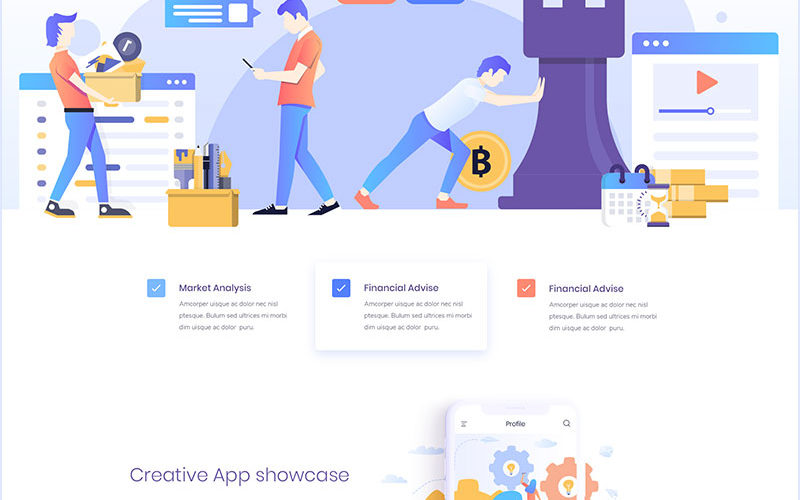 Market Analysis
Amcorper uisque ac dolor nec nisl
ptesque. Bulum sed ultrices mi morbi
dim uisque ac dolor puru.
Financial Advise
Amcorper uisque ac dolor nec nisl
ptesque. Bulum sed ultrices mi morbi
dim uisque ac dolor puru.
Financial Advise
Amcorper uisque ac dolor nec nisl
ptesque. Bulum sed ultrices mi morbi
dim uisque ac dolor puru.
Profile
Creative App showcase